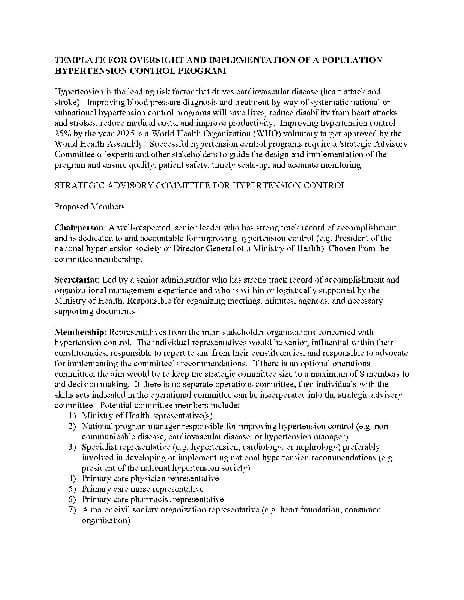 TEMPLATE FOR OVERSIGHT AND IMPLEMENTATION OF A POPULATION
HYPERTENSION CONTROL PROGRAM
Hypertension is the leading risk factor that drives cardiovascular disease (heart attack and
stroke). Improving blood pressure diagnosis and treatment by way of systematic national or
subnational hypertension control programs will save lives, reduce disability from heart attacks
and strokes, reduce medical costs, and improve productivity. Improving hypertension control
25% by the year 2025 is a World Health Organization (WHO) voluntary target approved by the
World Health Assembly. Successful hypertension control programs require a Strategic Advisory
Committee of experts and other stakeholders to guide the design and implementation of the
program and ensure quality, patient safety, timely scale-up, and accurate monitoring.
STRATEGIC ADVISORY COMMITTEE FOR HYPERTENSION CONTROL
Proposed Members
Chairperson: A well-respected senior leader who has strong track record of accomplishment
and is dedicated to and accountable for improving hypertension control (e.g. President of the
national hypertension society or Director General of a Ministry of Health). Chosen from the
committee membership.
Secretariat: Led by a senior administrator who has strong track record of accomplishment and
organizational management experience and who is within or logistically supported by the
Ministry of Health. Responsible for organizing meetings, minutes, agendas, and necessary
supporting documents.
Membership: Representatives from the main stakeholder organizations concerned with
hypertension control. The individual representatives would be senior, influential within their
constituencies, responsible to report to and from their constituencies, and responsible to advocate
for implementing the committee's recommendations. If there is an optional operations
committee, the aim would be to keep the strategic committee size to a maximum of 8 members to
aid decision making. If there is no separate operations committee, then individuals with the
skills sets indicated in the operational committee can be incorporated into the strategic advisory
committee. Potential committee members include:
1) Ministry of Health representative(s)
2) National program manager responsible for improving hypertension control (e.g. non-
communicable disease, cardiovascular disease or hypertension manager)
3) Specialist representative (e.g. hypertension, cardiology, or nephrology) preferably
involved in developing or implementing national hypertension recommendations (e.g.
president of the national hypertension society)
4) Primary care physician representative
5) Primary care nurse representative
6) Primary care pharmacist representative
7) A major civil society organization representative (e.g. heart foundation, consumer
organization)